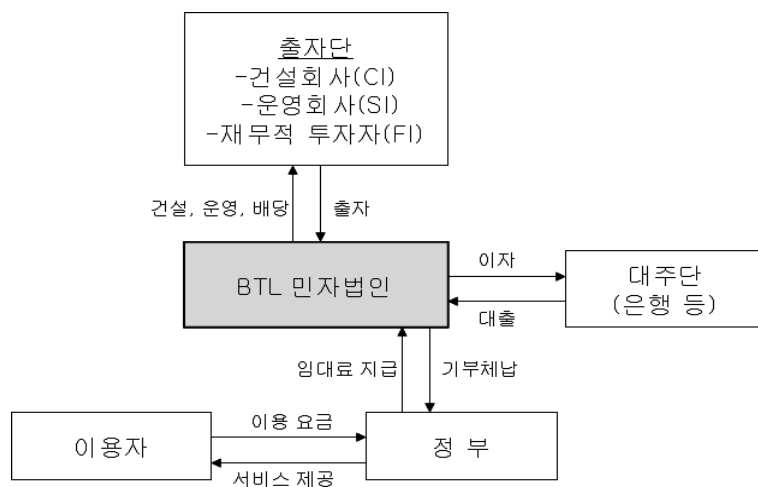 출자단
-건설회사(CI)
-운영회사(SI)
-재무적 투자자(FI)
건설, 운영, 배당
출자
BTL 민자법인
이자
대출
대주단
(은행 등)
임대료 지급
기부체납
이용자
이용 요금
서비스 제공
정 부